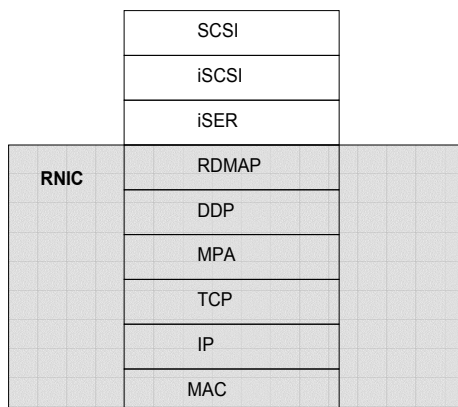 SCSI
iSCSI
iSER
RNIC
RDMAP
DDP
MPA
TCP
IP
MAC